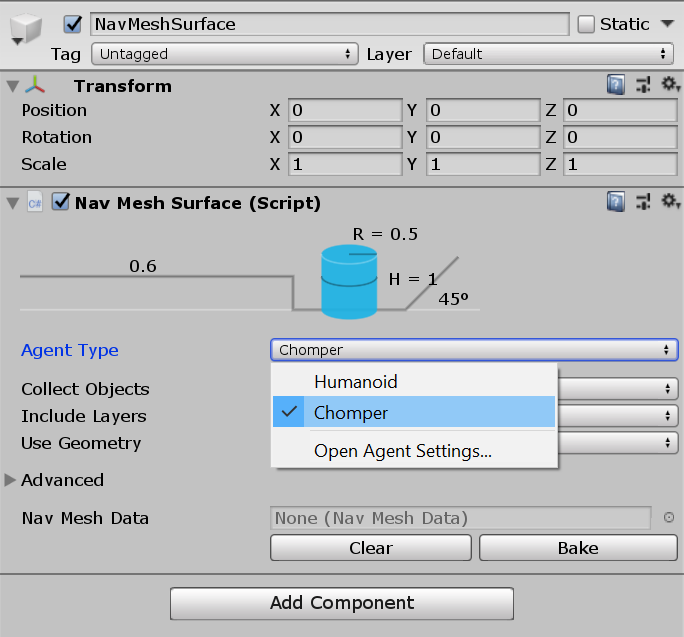 NavMeshSurface Static
Tag Untagged Layer Default
Transform
Position X 0 Y 0 Z 0
Rotation X 0 Y 0 Z 0
Scale X 1 Y 1 Z 1
C# Nav Mesh Surface (Script)
R = 0.5
0.6
H = 1
45º
Agent Type Chomper
Humanoid
Collect Objects
Chomper
Include Layers
Use Geometry
Open Agent Settings...
Advanced
Nav Mesh Data None (Nav Mesh Data)
Clear Bake
Add Component